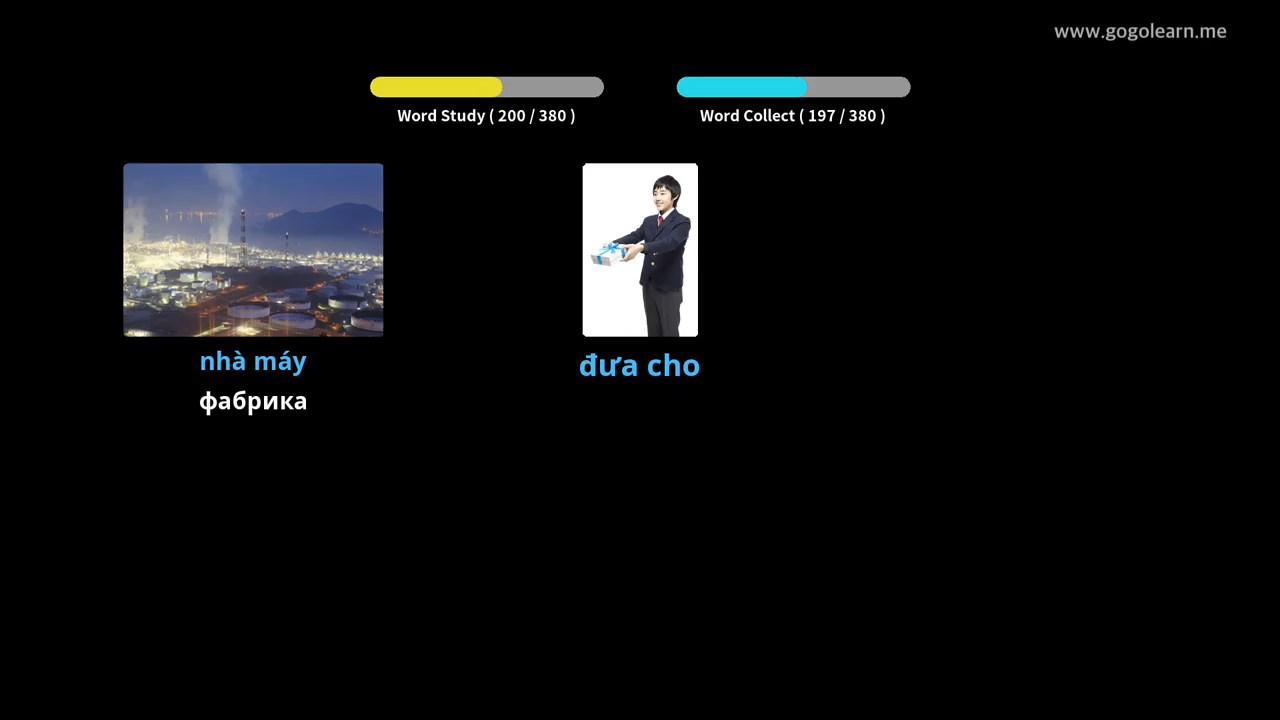 www.gogolearn.me
Word Study ( 200 / 380 )
Word Collect ( 197 / 380 )
nhà máy
фабрика
đưa cho